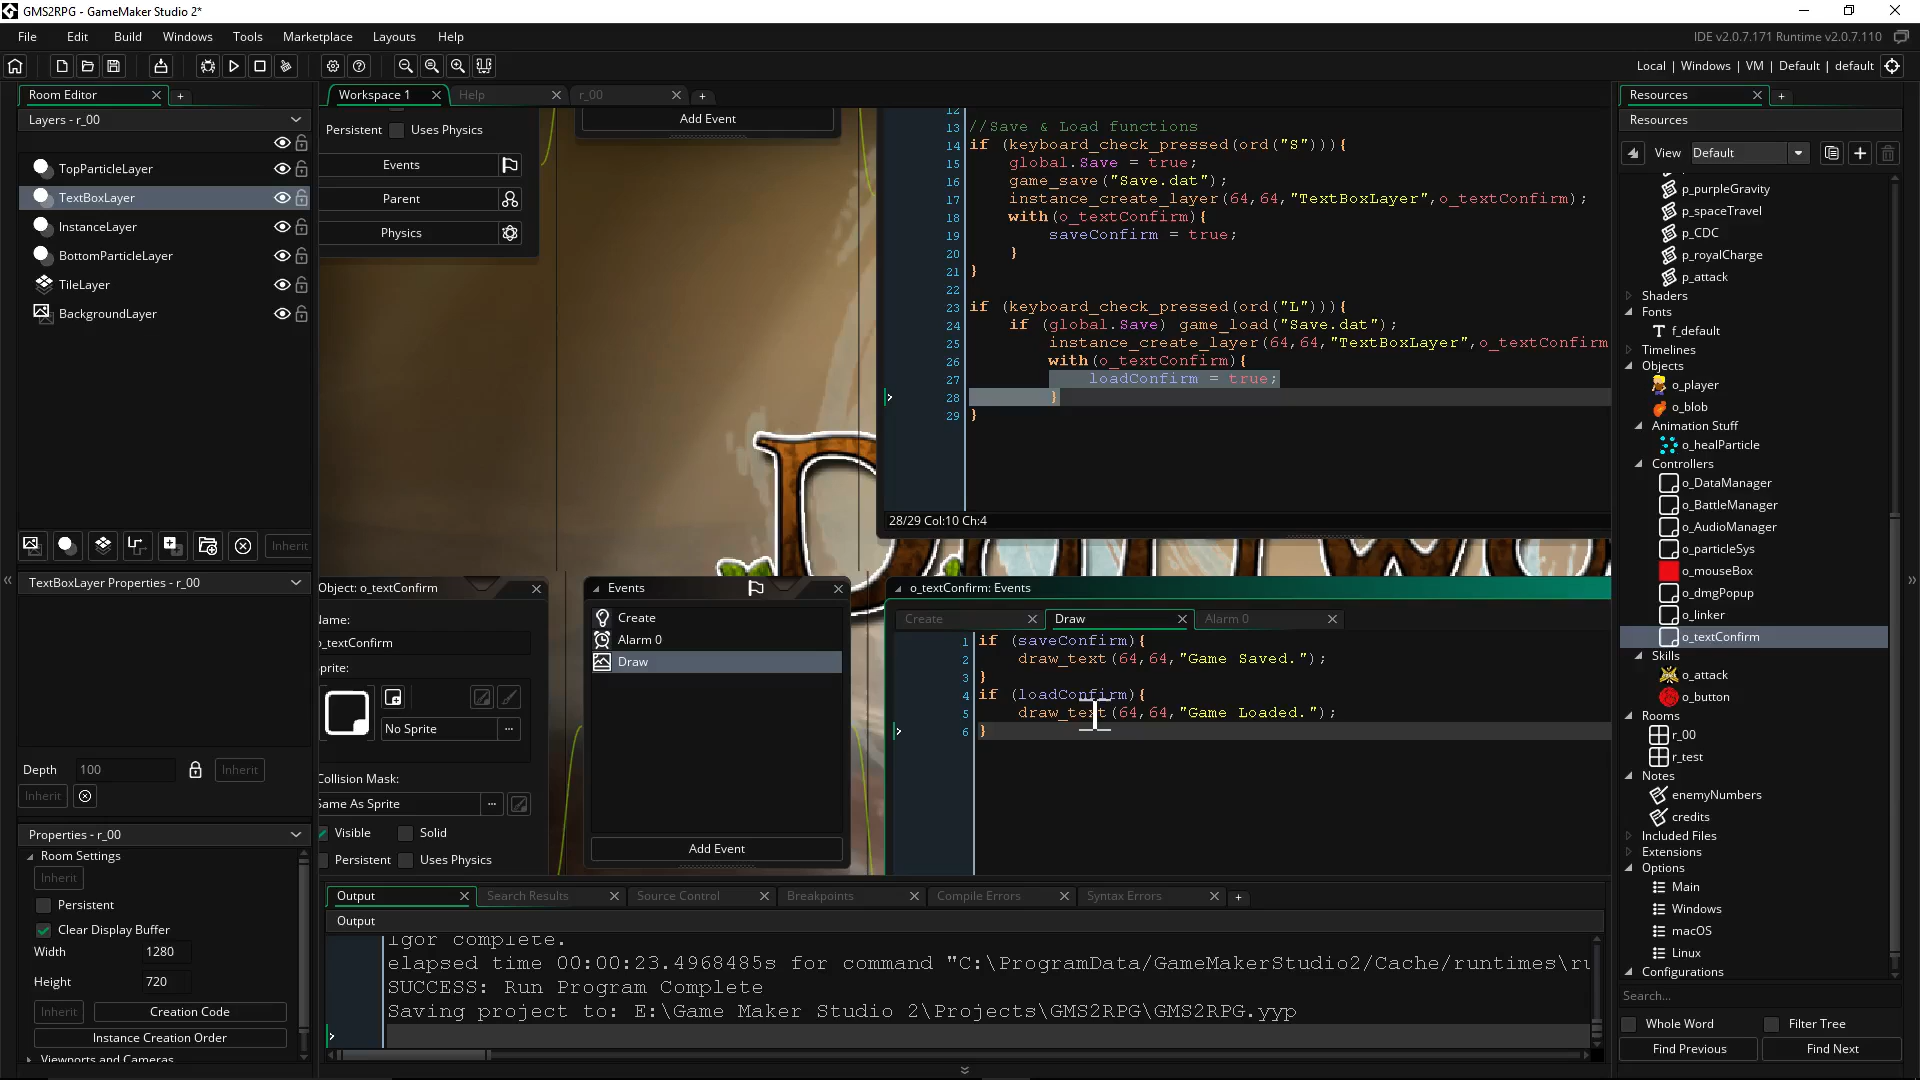 GMS2RPG - GameMaker Studio 2*
File Edit Build Windows Tools Marketplace Layouts Help
IDE v2.0.7.171 Runtime v2.0.7.110
Local | Windows | VM | Default | default
Room Editor
Layers - r_00
TopParticleLayer
TextBoxLayer
InstanceLayer
BottomParticleLayer
TileLayer
BackgroundLayer
Inherit
TextBoxLayer Properties - r_00
Depth 100 Inherit
Inherit
Properties - r_00
Room Settings
Inherit
Persistent
Clear Display Buffer
Width 1280
Height 720
Inherit Creation Code
Instance Creation Order
Viewports and Cameras
Workspace 1 Help r_00
Persistent Uses Physics
Events
Parent
Physics
Add Event
12
13 //Save & Load functions
14 if (keyboard_check_pressed(ord("S"))){
15 global.Save = true;
16 game_save("Save.dat");
17 instance_create_layer(64,64,"TextBoxLayer",o_textConfirm);
18 with(o_textConfirm){
19 saveConfirm = true;
20 }
21 }
22
23 if (keyboard_check_pressed(ord("L"))){
24 if (global.Save) game_load("Save.dat");
25 instance_create_layer(64,64,"TextBoxLayer",o_textConfirm
26 with(o_textConfirm){
27 loadConfirm = true;
28 }
29 }
28/29 Col:10 Ch:4
Object: o_textConfirm
Name:
o_textConfirm
Sprite:
No Sprite
Collision Mask:
Same As Sprite
Visible Solid
Persistent Uses Physics
Events
Create
Alarm 0
Draw
Add Event
o_textConfirm: Events
Create Draw Alarm 0
1 if (saveConfirm){
2 draw_text(64,64,"Game Saved.");
3 }
4 if (loadConfirm){
5 draw_text(64,64,"Game Loaded.");
6 }
Output Search Results Source Control Breakpoints Compile Errors Syntax Errors
Output
Igor complete.
elapsed time 00:00:23.4968485s for command "C:\ProgramData/GameMakerStudio2/Cache/runtimes\ru
SUCCESS: Run Program Complete
Saving project to: E:\Game Maker Studio 2\Projects\GMS2RPG\GMS2RPG.yyp
Resources
Resources
View Default
p_purpleGravity
p_spaceTravel
p_CDC
p_royalCharge
p_attack
Shaders
Fonts
f_default
Timelines
Objects
o_player
o_blob
Animation Stuff
o_healParticle
Controllers
o_DataManager
o_BattleManager
o_AudioManager
o_particleSys
o_mouseBox
o_dmgPopup
o_linker
o_textConfirm
Skills
o_attack
o_button
Rooms
r_00
r_test
Notes
enemyNumbers
credits
Included Files
Extensions
Options
Main
Windows
macOS
Linux
Configurations
Search...
Whole Word Filter Tree
Find Previous Find Next